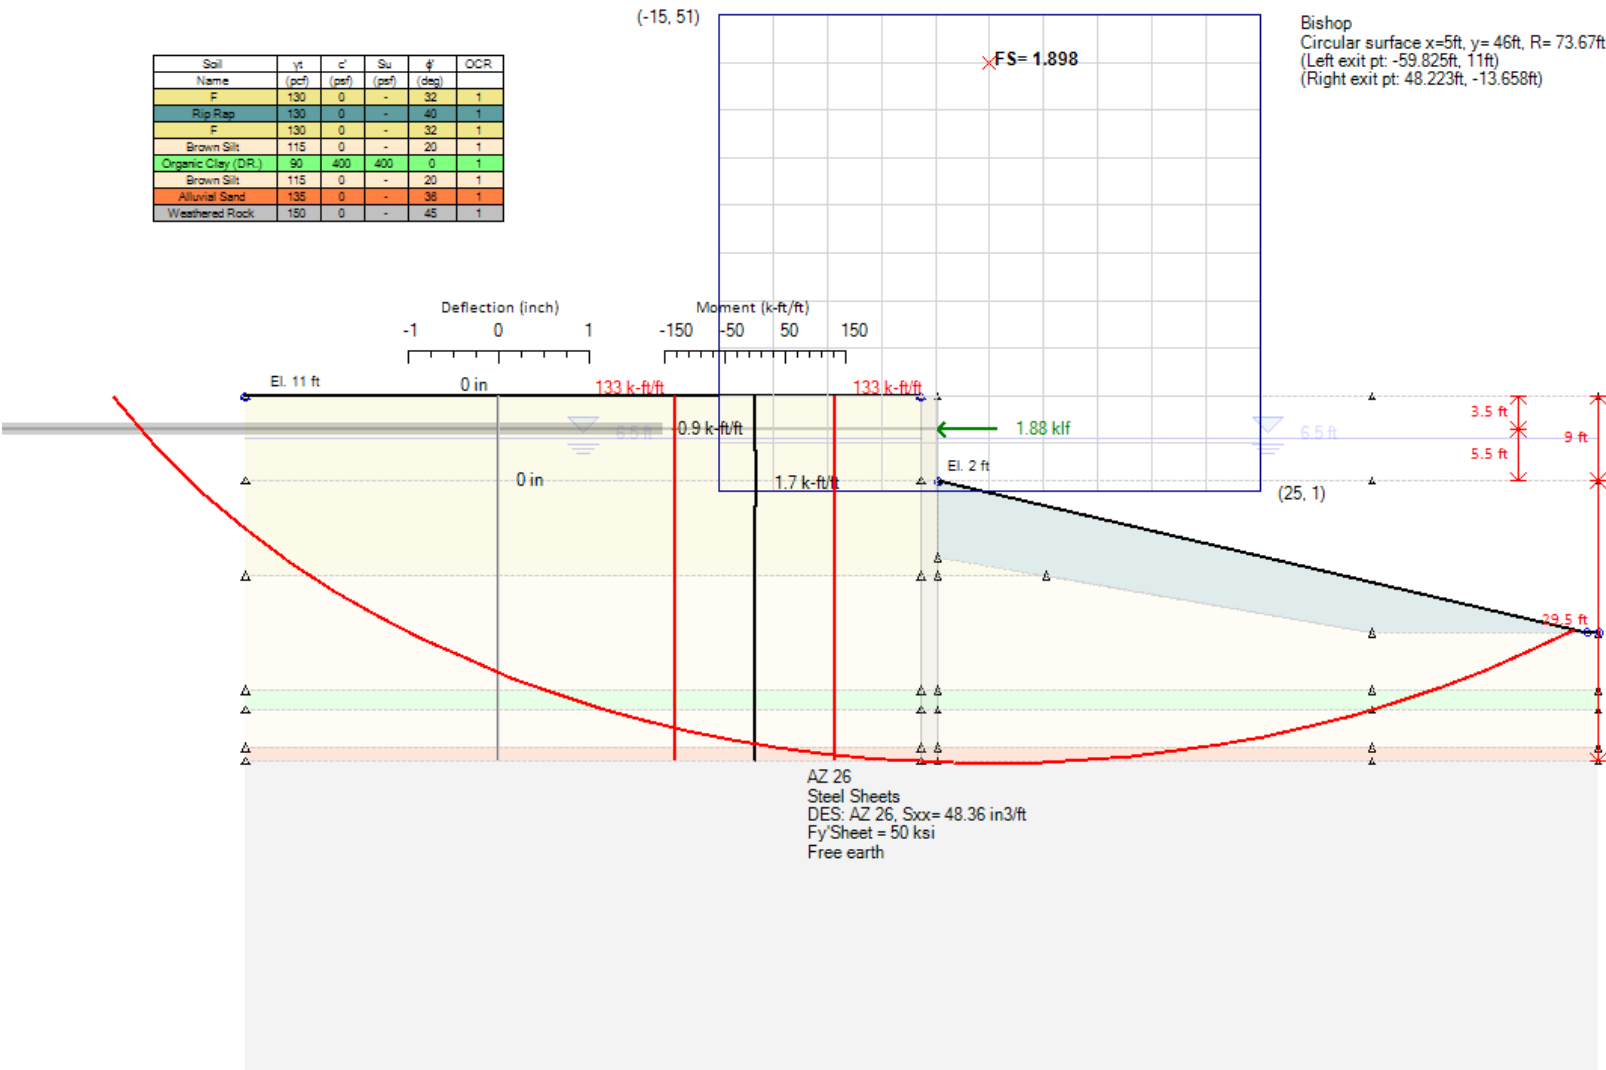 (-15, 51)
Bishop
Circular surface x=5ft, y= 46ft, R= 73.67ft
(Left exit pt: -59.825ft, 11ft)
(Right exit pt: 48.223ft, -13.658ft)
FS= 1.898
Soil γt c' Su ϕ' OCR
Name (pcf) (psf) (psf) (deg)
F 130 0 - 32 1
Rip Rap 130 0 - 40 1
F 130 0 - 32 1
Brown Silt 115 0 - 20 1
Organic Clay (DR.) 90 400 400 0 1
Brown Silt 115 0 - 20 1
Alluvial Sand 135 0 - 36 1
Weathered Rock 150 0 - 45 1
Deflection (inch) Moment (k-ft/ft)
-1 0 1 -150 -50 50 150
El. 11 ft 0 in 133 k-ft/ft 133 k-ft/ft
3.5 ft
6.5 ft -0.9 k-ft/ft 1.88 klf 6.5 ft 9 ft
5.5 ft
El. 2 ft
0 in 1.7 k-ft/ft
(25, 1)
29.5 ft
AZ 26
Steel Sheets
DES: AZ 26, Sxx= 48.36 in3/ft
Fy'Sheet = 50 ksi
Free earth